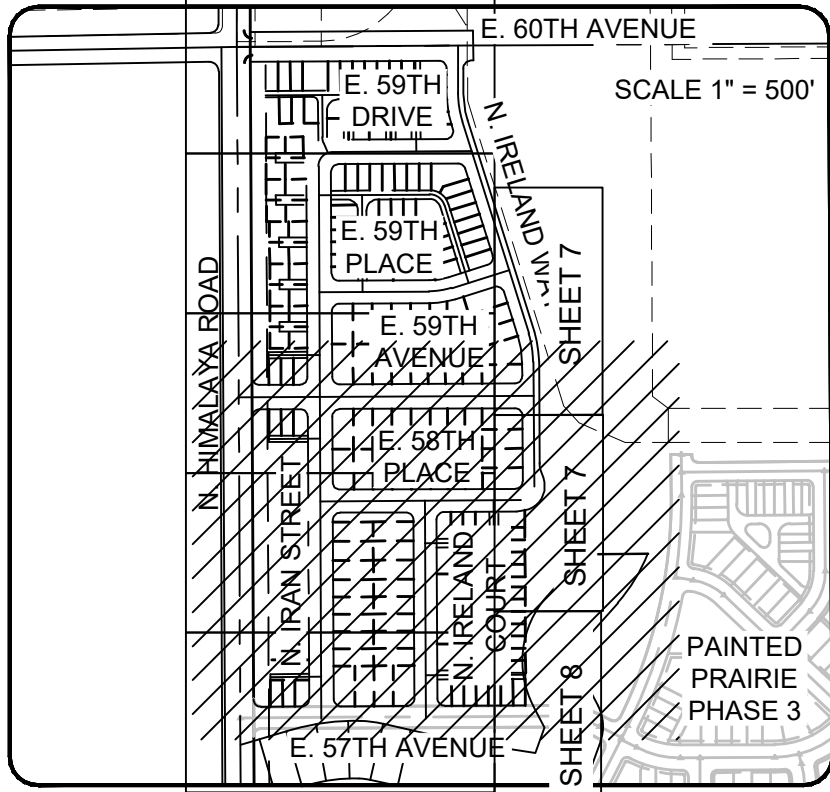 E. 60TH AVENUE
SCALE 1" = 500'
E. 59TH
DRIVE
N. IRELAND WAY
E. 59TH
PLACE
N. HIMALAYA ROAD
SHEET 7
E. 59TH
AVENUE
E. 58TH
PLACE
N. IRAN STREET
N. IRELAND
COURT
SHEET 7
PAINTED
PRAIRIE
PHASE 3
SHEET 8
E. 57TH AVENUE